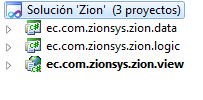 Solución 'Zion' (3 proyectos)
ec.com.zionsys.zion.data
ec.com.zionsys.zion.logic
ec.com.zionsys.zion.view